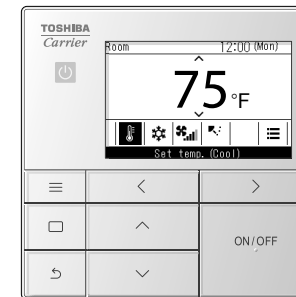 TOSHIBA
Carrier
Room 12:00 (Mon)
75°F
Set temp. (Cool)
ON/OFF